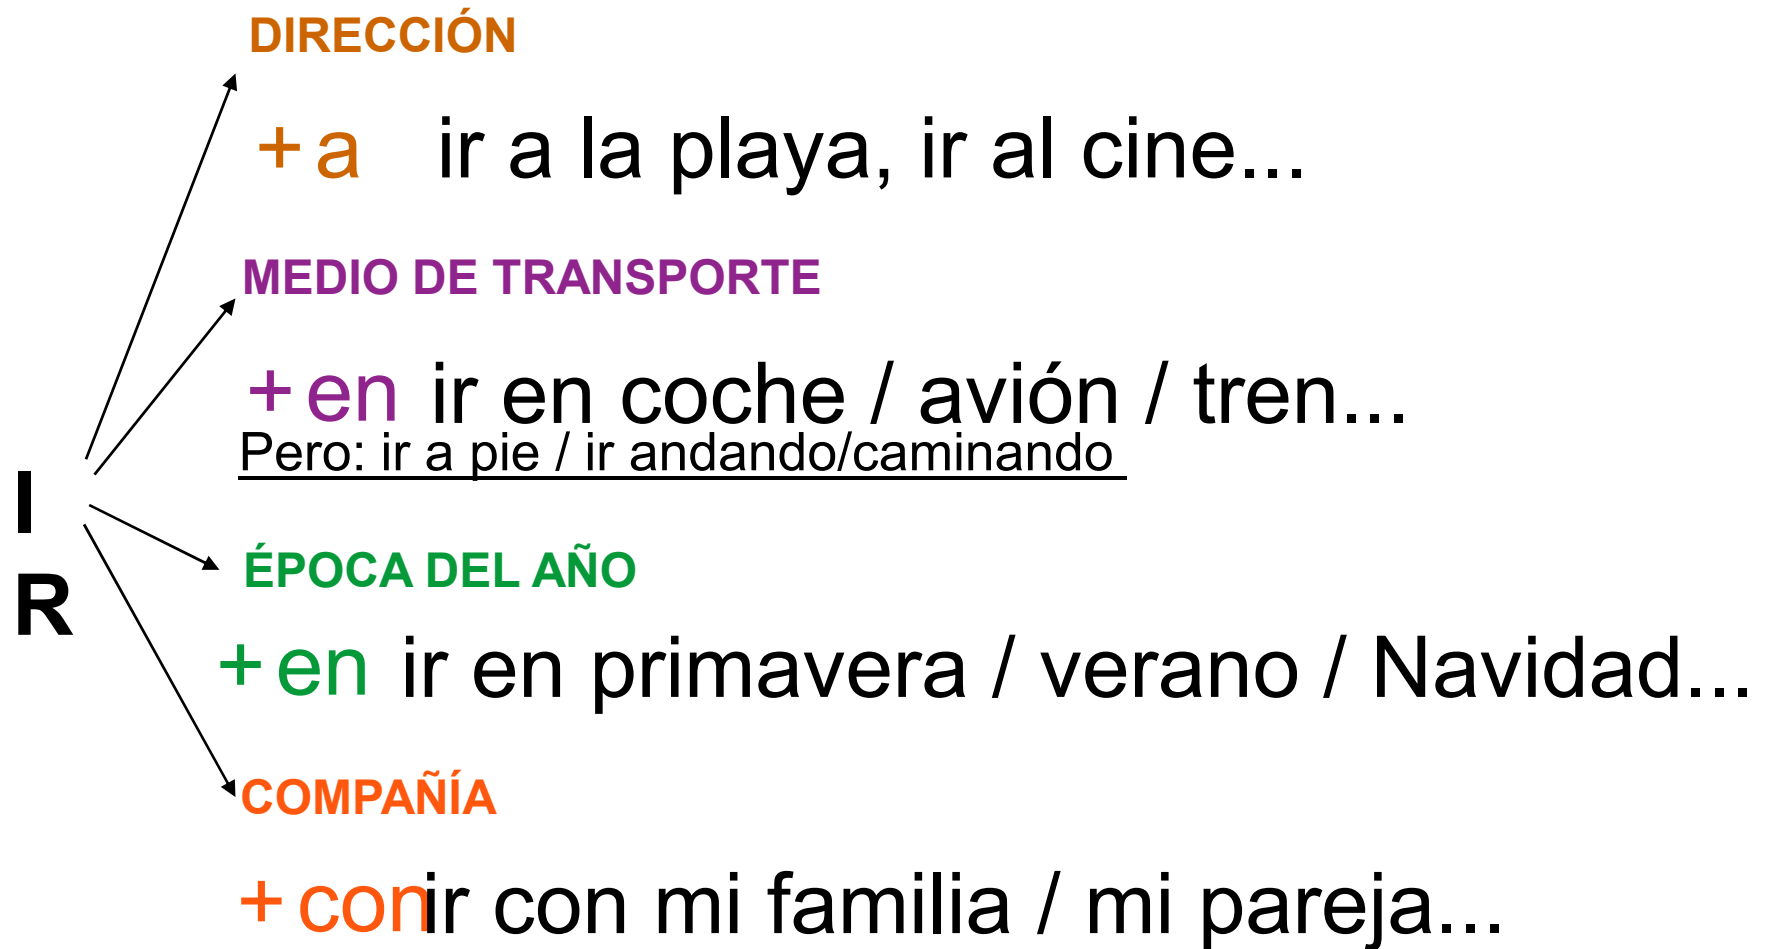 DIRECCIÓN
+ a ir a la playa, ir al cine...
MEDIO DE TRANSPORTE
+ en ir en coche / avión / tren...
Pero: ir a pie / ir andando/caminando
I
R
ÉPOCA DEL AÑO
+ en ir en primavera / verano / Navidad...
COMPAÑÍA
+ con ir con mi familia / mi pareja...